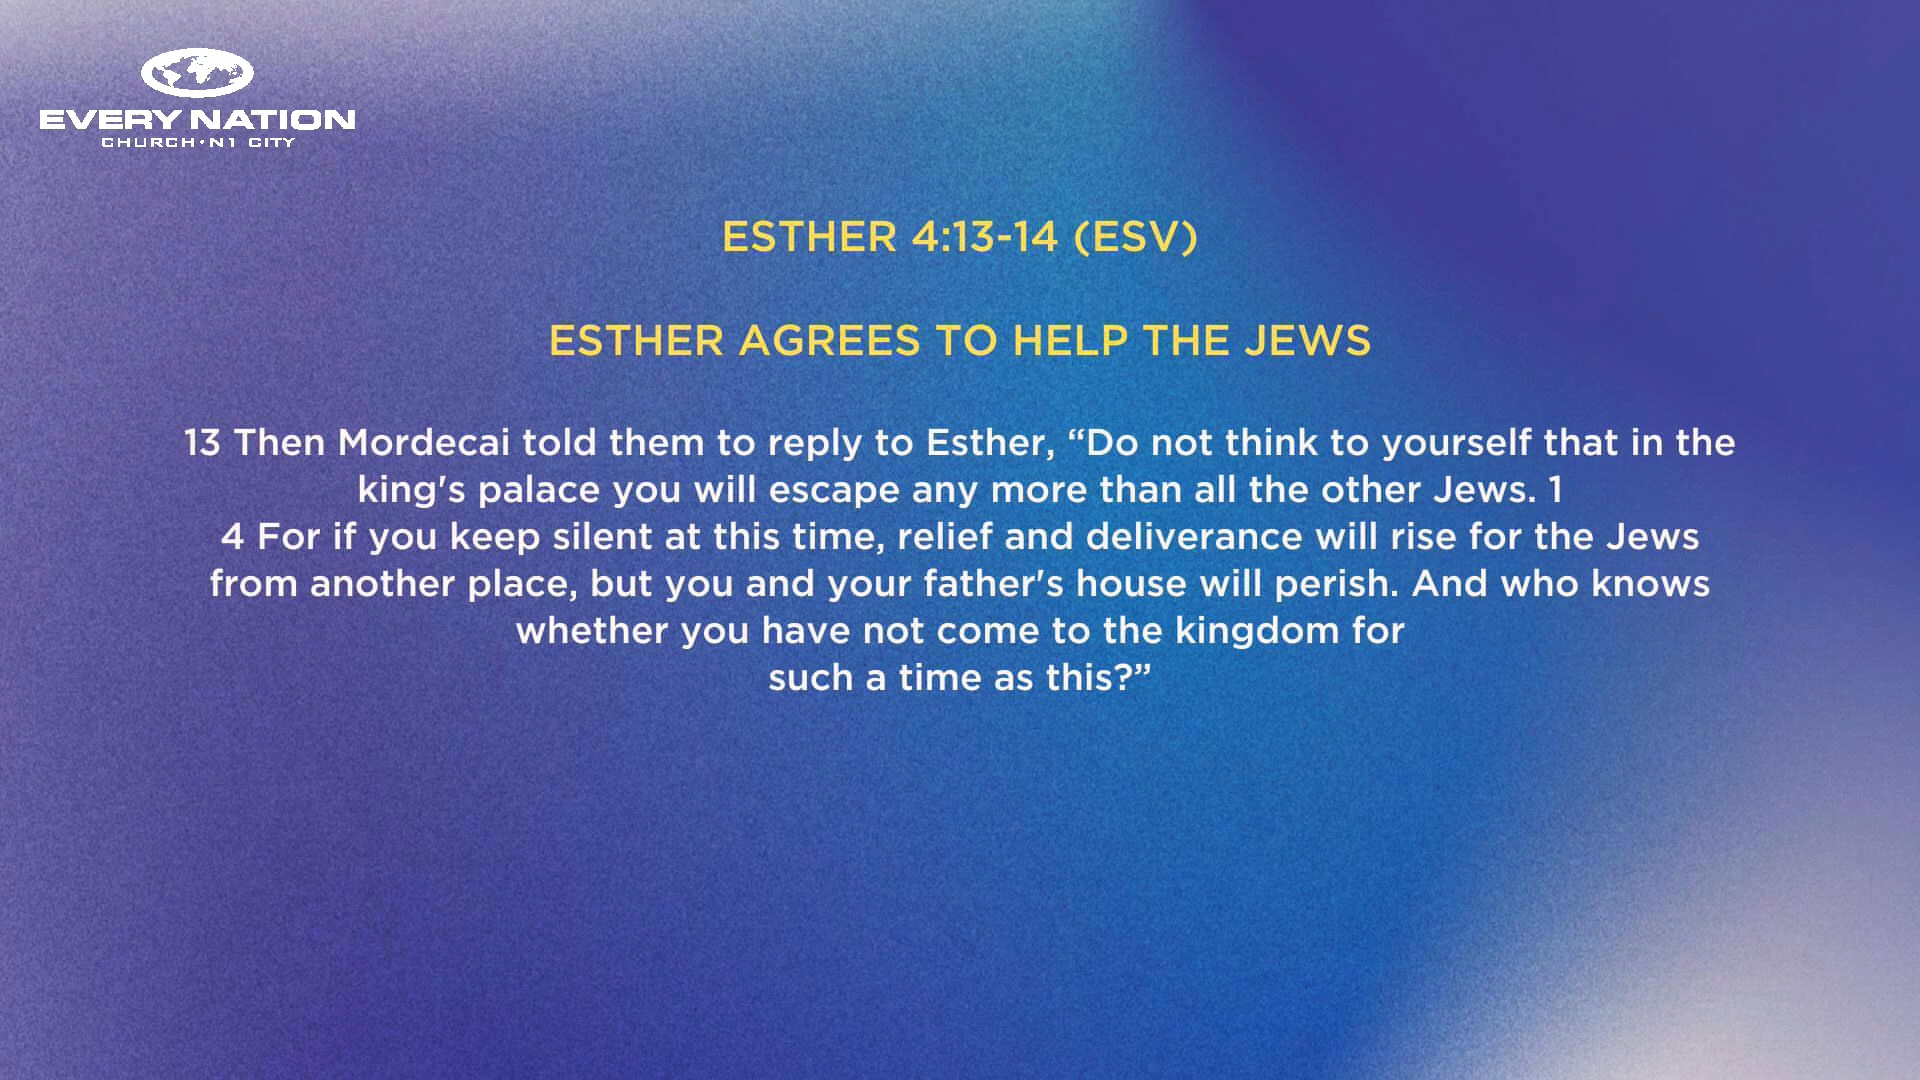 EVERY NATION
CHURCH • N1 CITY
ESTHER 4:13-14 (ESV)
ESTHER AGREES TO HELP THE JEWS
13 Then Mordecai told them to reply to Esther, “Do not think to yourself that in the
king's palace you will escape any more than all the other Jews. 1
4 For if you keep silent at this time, relief and deliverance will rise for the Jews
from another place, but you and your father's house will perish. And who knows
whether you have not come to the kingdom for
such a time as this?”